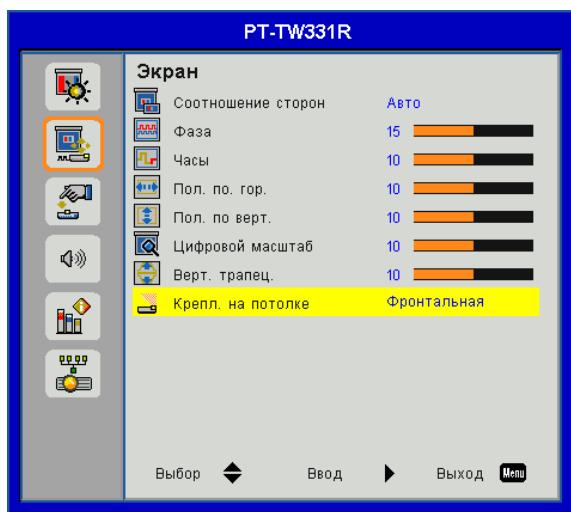 PT-TW331R
Экран
Соотношение сторон Авто
Фаза 15
Часы 10
Пол. по. гор. 10
Пол. по верт. 10
Цифровой масштаб 10
Верт. трапец. 10
Крепл. на потолке Фронтальная
Выбор Ввод Выход Menu